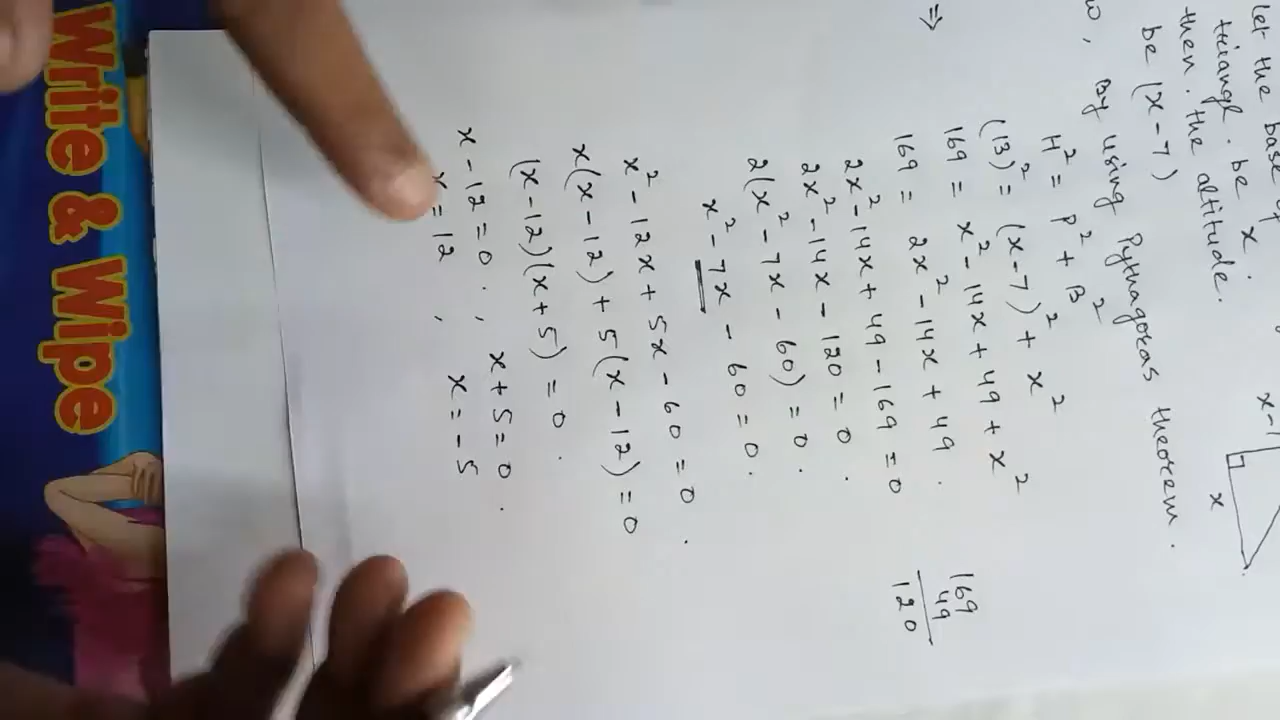 let the base of
triangl. be x.
then. the altitude.
be (x-7)
By using Pythagoras theorem.
H² = P² + B²
(13)² = (x-7)² + x²
169 = x² - 14x + 49 + x²
⇒ 169 = 2x² - 14x + 49.
2x² - 14x + 49 - 169 = 0
2x² - 14x - 120 = 0.
2(x² - 7x - 60) = 0.
x² - 7x - 60 = 0.
x² - 12x + 5x - 60 = 0.
x(x - 12) + 5(x - 12) = 0
(x-12)(x+5) = 0.
x - 12 = 0. , x + 5 = 0.
x = 12 , x = -5
169
49
120
x
Write & Wipe